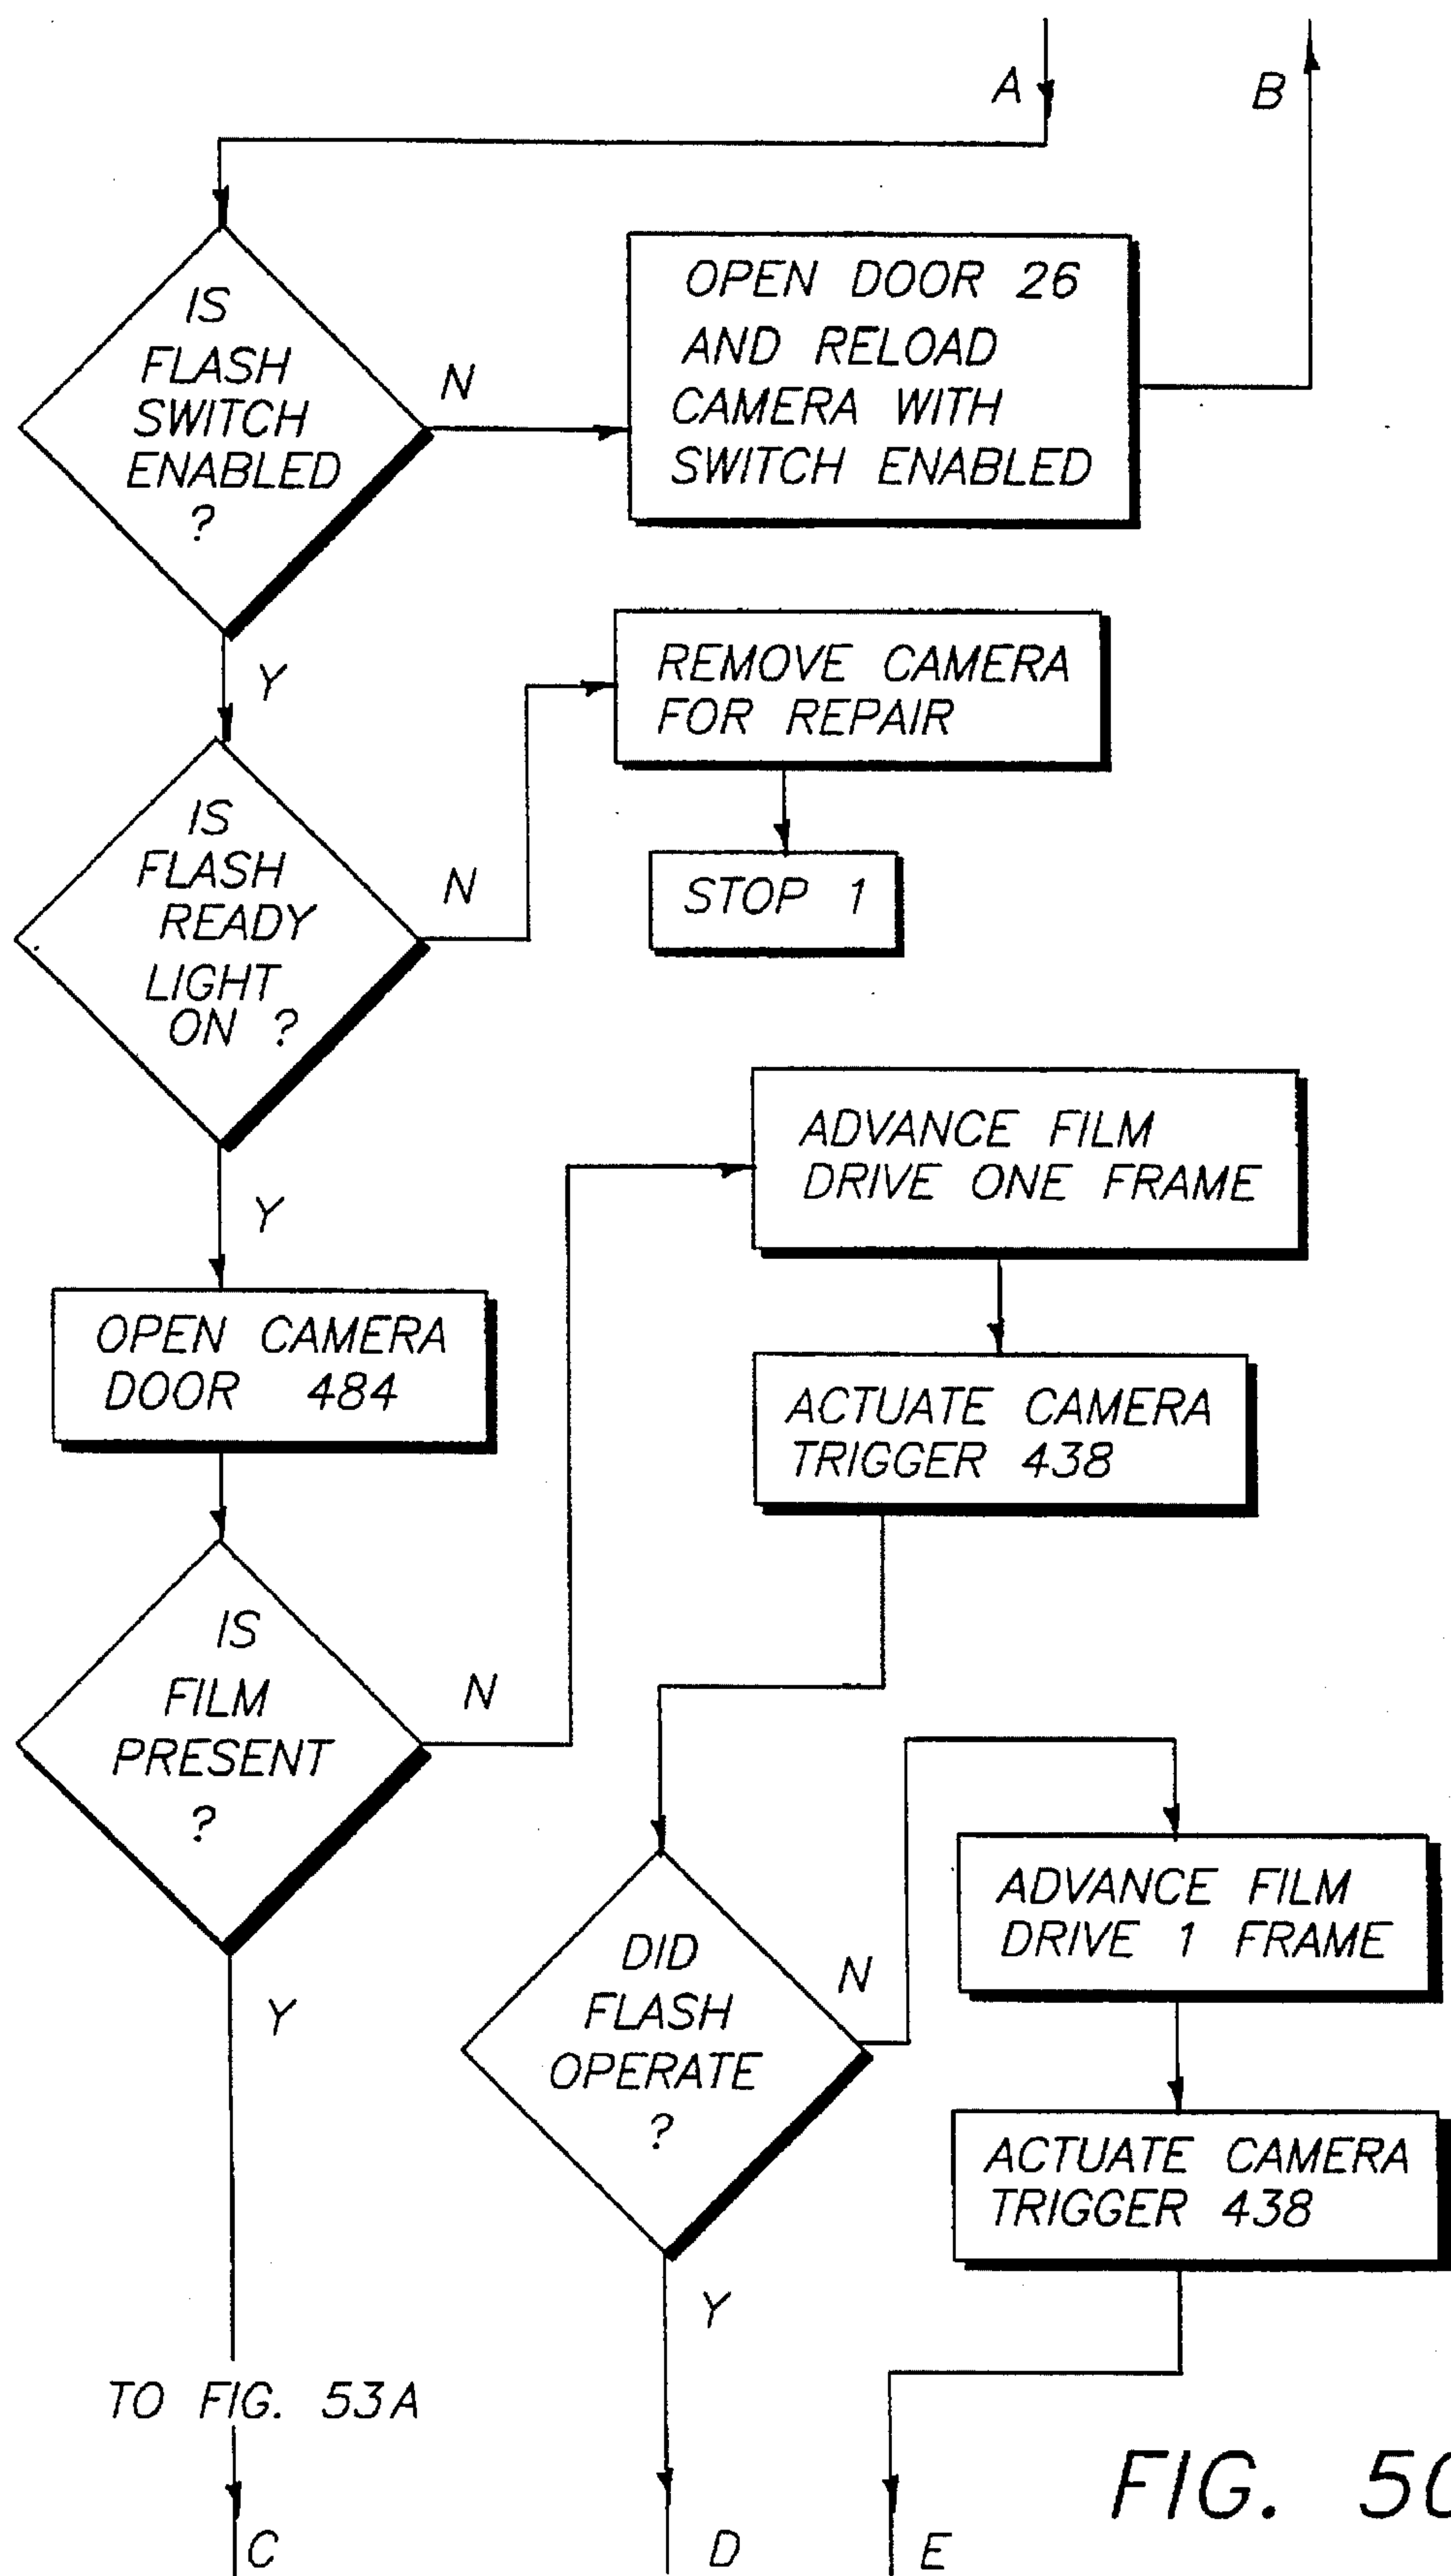 A
B
IS
FLASH
SWITCH
ENABLED
?
N
OPEN DOOR 26
AND RELOAD
CAMERA WITH
SWITCH ENABLED
Y
IS
FLASH
READY
LIGHT
ON ?
N
REMOVE CAMERA
FOR REPAIR
STOP 1
Y
OPEN CAMERA
DOOR 484
IS
FILM
PRESENT
?
N
ADVANCE FILM
DRIVE ONE FRAME
ACTUATE CAMERA
TRIGGER 438
DID
FLASH
OPERATE
?
N
ADVANCE FILM
DRIVE 1 FRAME
ACTUATE CAMERA
TRIGGER 438
Y
Y
TO FIG. 53A
C
D
E
FIG.